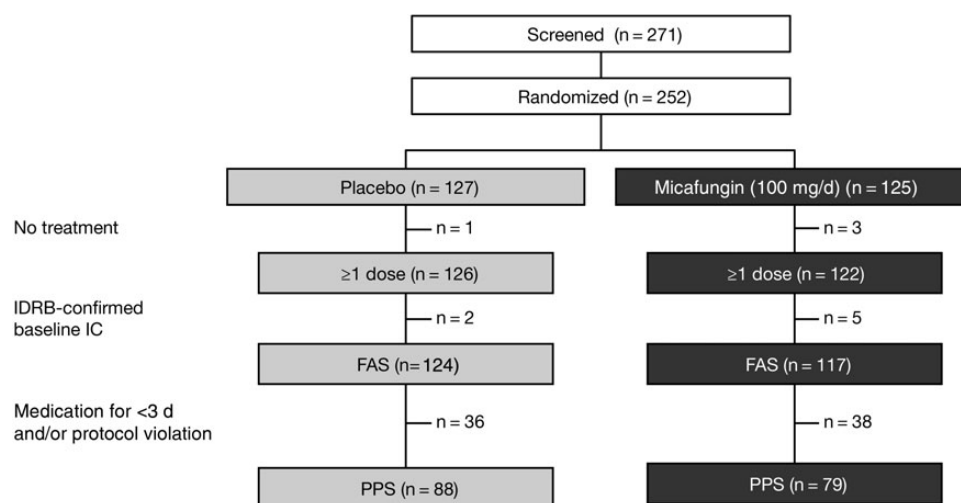 Screened (n = 271)
Randomized (n = 252)
Placebo (n = 127)
Micafungin (100 mg/d) (n = 125)
No treatment
n = 1
n = 3
≥1 dose (n = 126)
≥1 dose (n = 122)
IDRB-confirmed
baseline IC
n = 2
n = 5
FAS (n= 124)
FAS (n = 117)
Medication for <3 d
and/or protocol violation
n = 36
n = 38
PPS (n = 88)
PPS (n = 79)